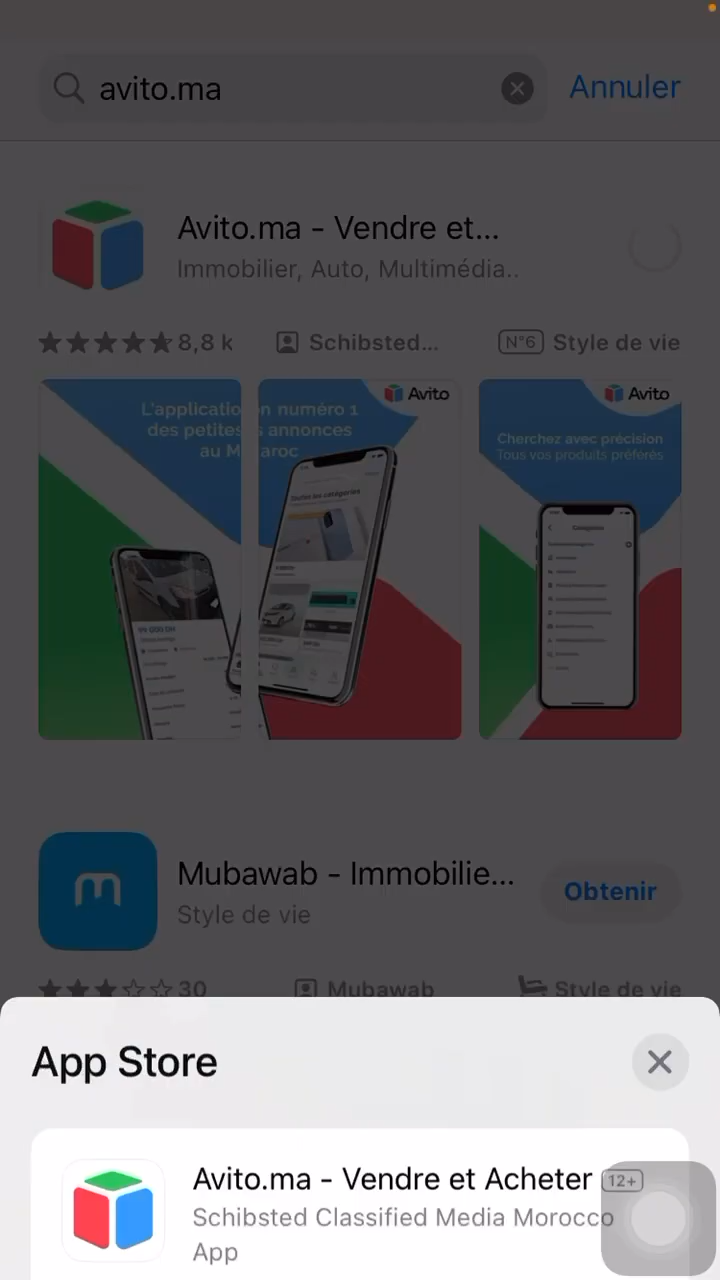 avito.ma
Annuler
Avito.ma - Vendre et...
Immobilier, Auto, Multimédia..
8,8 k
Schibsted...
N°6
Style de vie
L'application numéro 1
des petites annonces
au Maroc
Avito
Toutes les catégories
Avito
Cherchez avec précision
Tous vos produits préférés
Mubawab - Immobilie...
Style de vie
Obtenir
30
Mubawab
Style de vie
App Store
Avito.ma - Vendre et Acheter
12+
Schibsted Classified Media Morocco
App